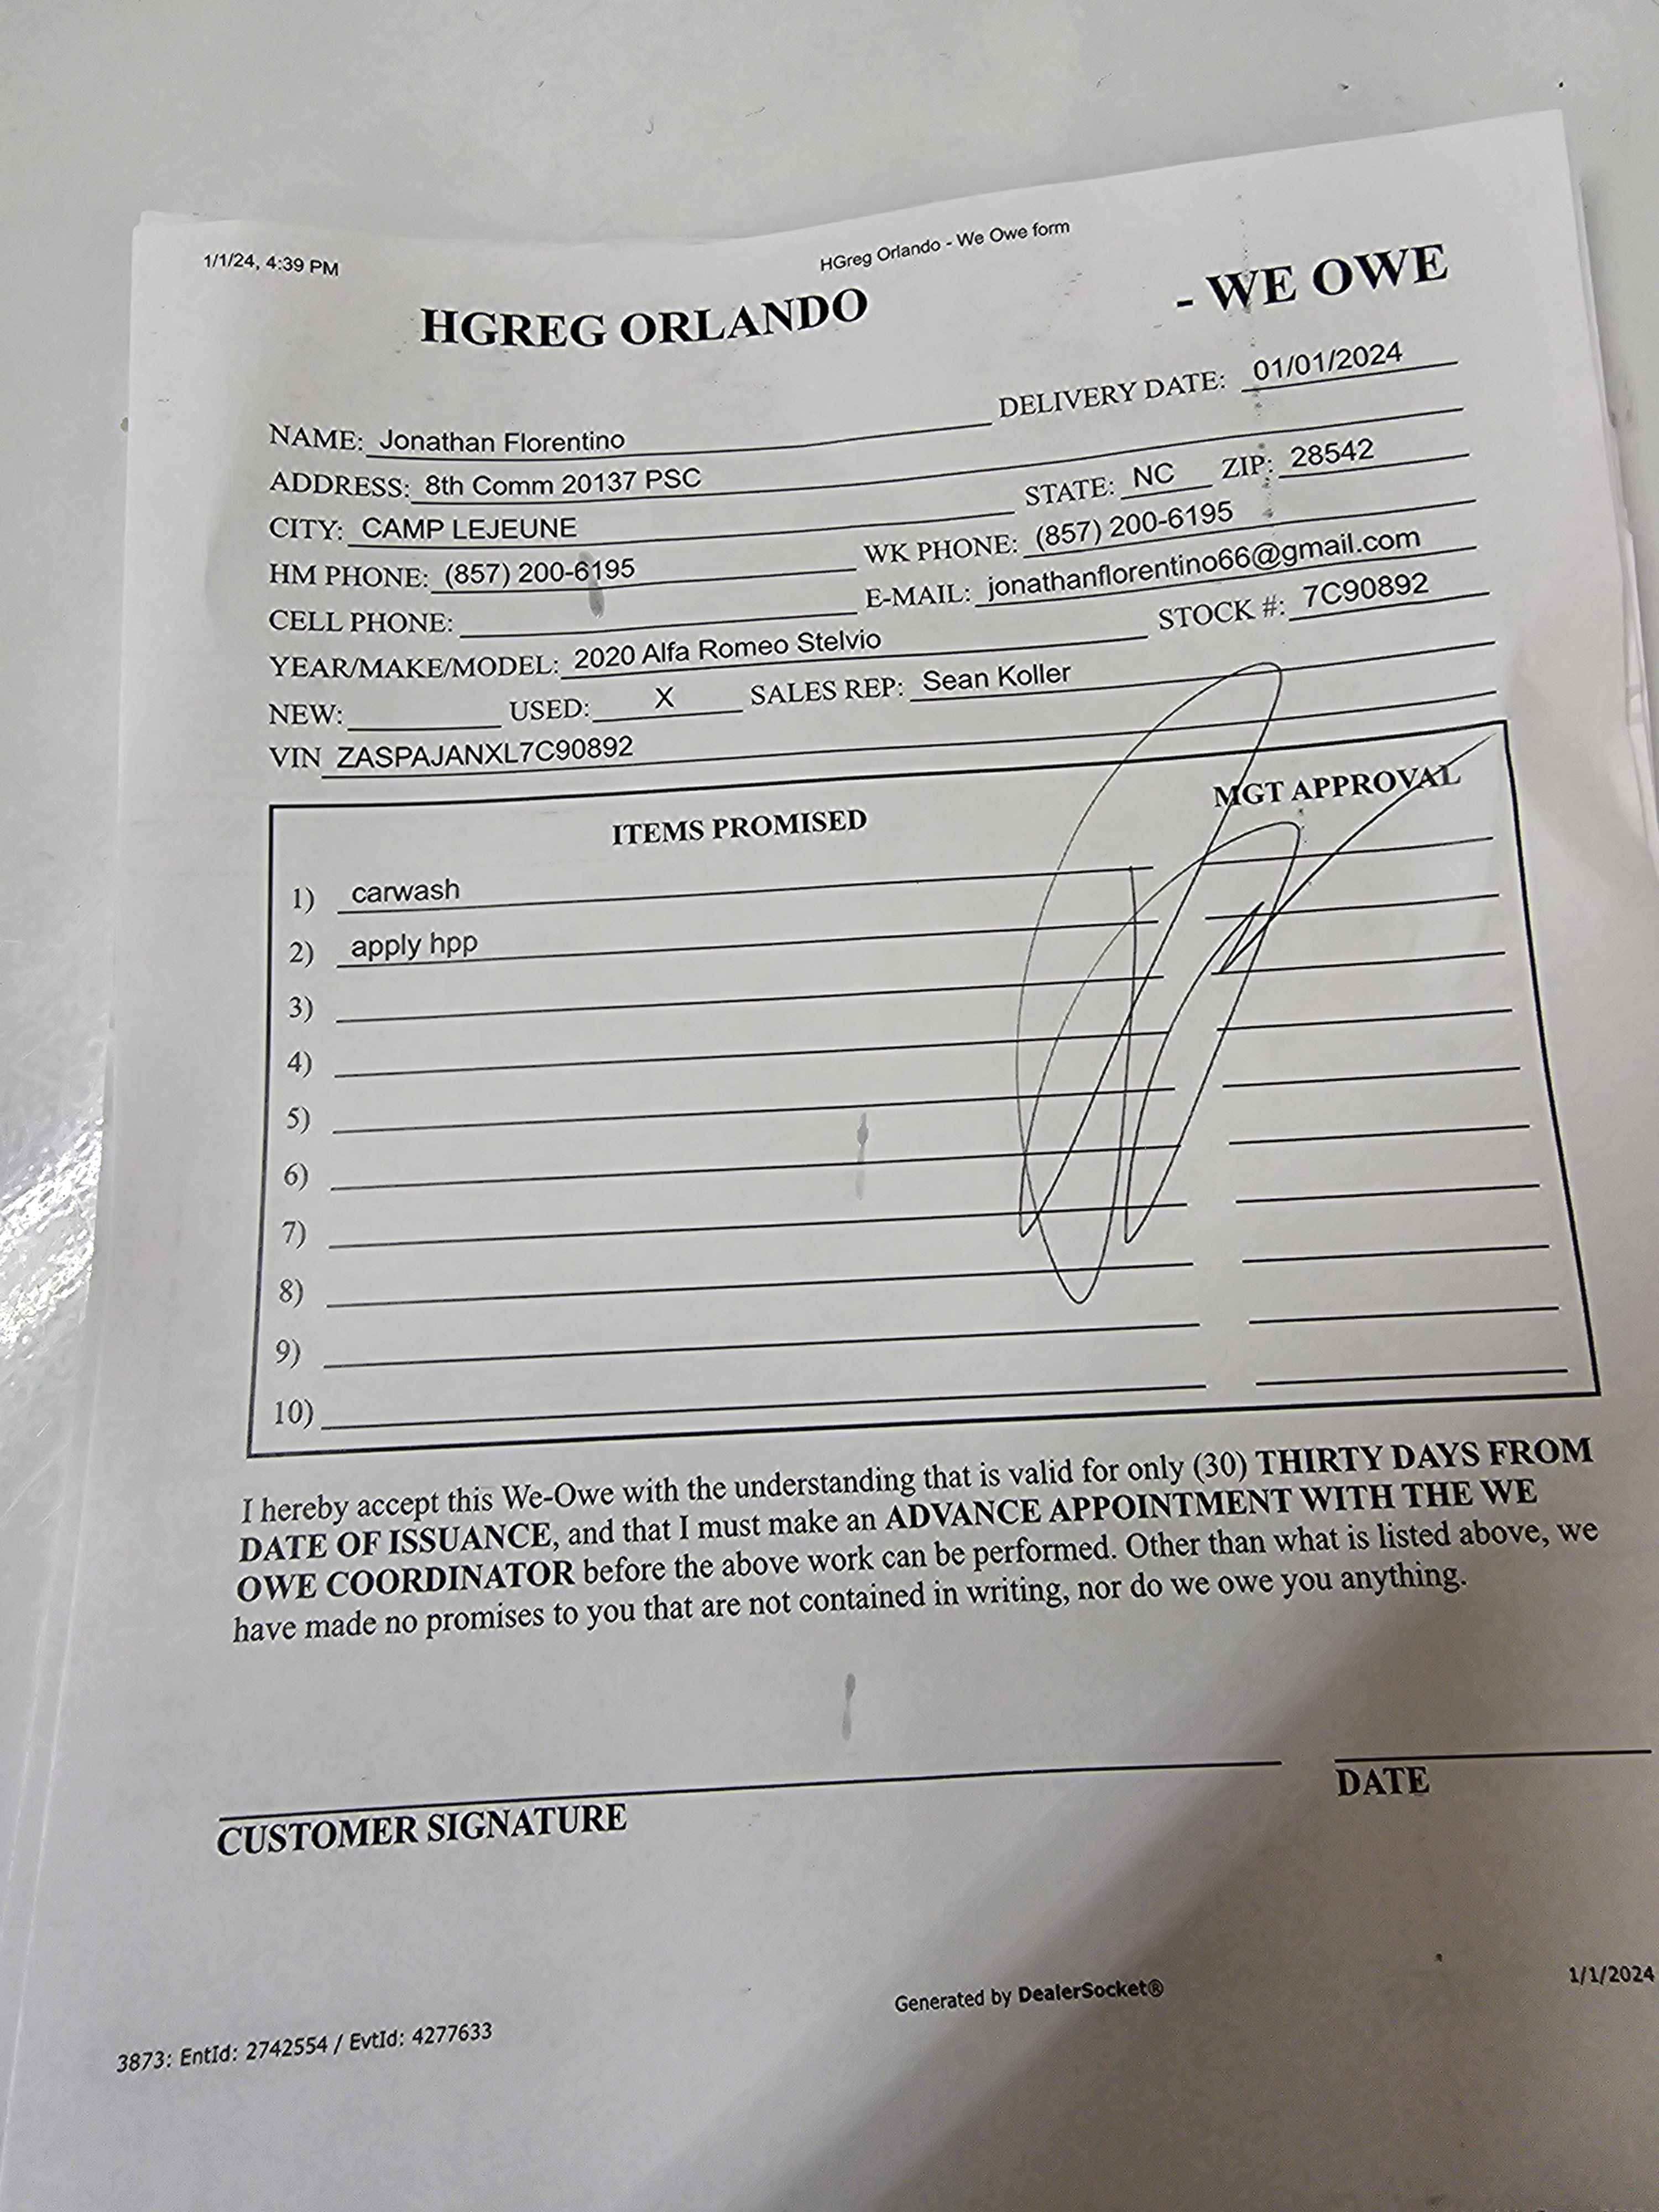 1/1/24, 4:39 PM HGreg Orlando - We Owe form
HGREG ORLANDO - WE OWE
DELIVERY DATE: 01/01/2024
NAME: Jonathan Florentino
ADDRESS: 8th Comm 20137 PSC
CITY: CAMP LEJEUNE STATE: NC ZIP: 28542
HM PHONE: (857) 200-6195 WK PHONE: (857) 200-6195
CELL PHONE: E-MAIL: jonathanflorentino66@gmail.com
YEAR/MAKE/MODEL: 2020 Alfa Romeo Stelvio STOCK #: 7C90892
NEW: USED: X SALES REP: Sean Koller
VIN ZASPAJANXL7C90892
ITEMS PROMISED MGT APPROVAL
1) carwash
2) apply hpp
3)
4)
5)
6)
7)
8)
9)
10)
I hereby accept this We-Owe with the understanding that is valid for only (30) THIRTY DAYS FROM
DATE OF ISSUANCE, and that I must make an ADVANCE APPOINTMENT WITH THE WE
OWE COORDINATOR before the above work can be performed. Other than what is listed above, we
have made no promises to you that are not contained in writing, nor do we owe you anything.
CUSTOMER SIGNATURE DATE
Generated by DealerSocket® 1/1/2024
3873: EntId: 2742554 / EvtId: 4277633